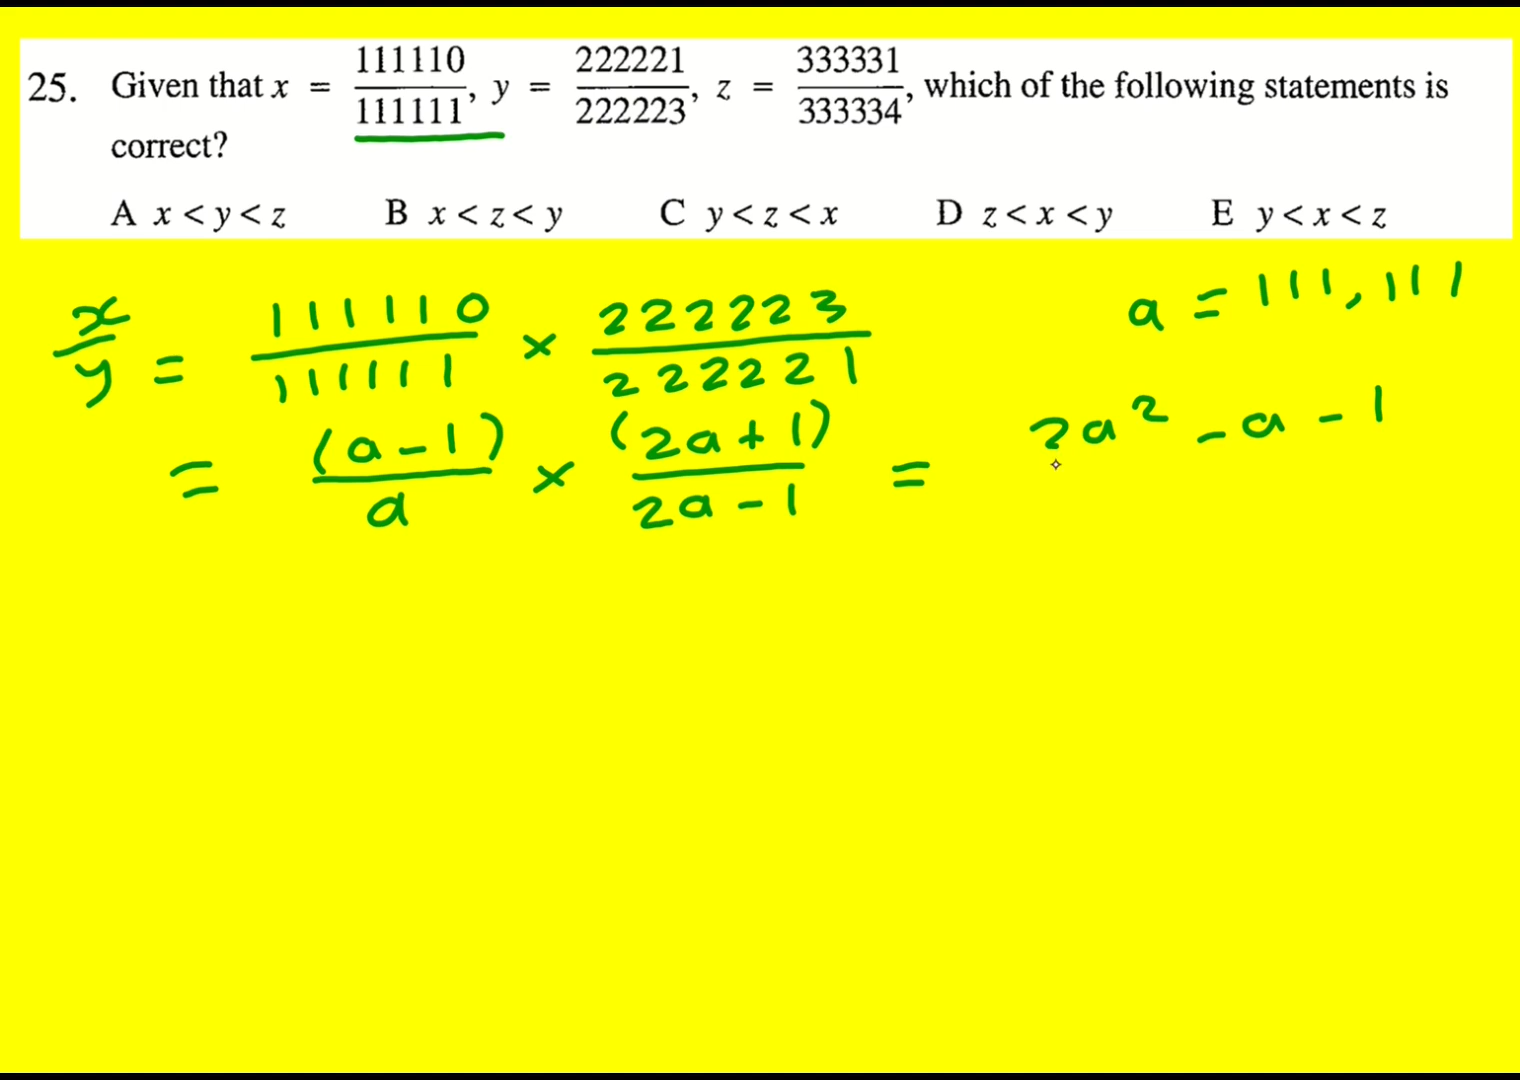 25. Given that x = 111110/111111, y = 222221/222223, z = 333331/333334, which of the following statements is
correct?
A x < y < z B x < z < y C y < z < x D z < x < y E y < x < z
a = 111,111
x/y = 111110/111111 × 222223/222221
= (a - 1)/a × (2a + 1)/2a - 1 = 2a² - a - 1